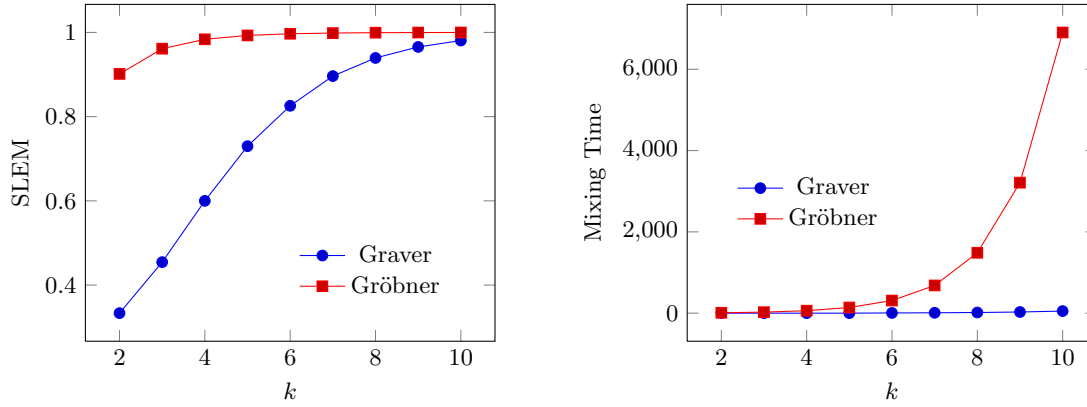 1
0.8
0.6
0.4
SLEM
Graver
Gröbner
2 4 6 8 10
k
6,000
4,000
2,000
0
Mixing Time
Graver
Gröbner
2 4 6 8 10
k